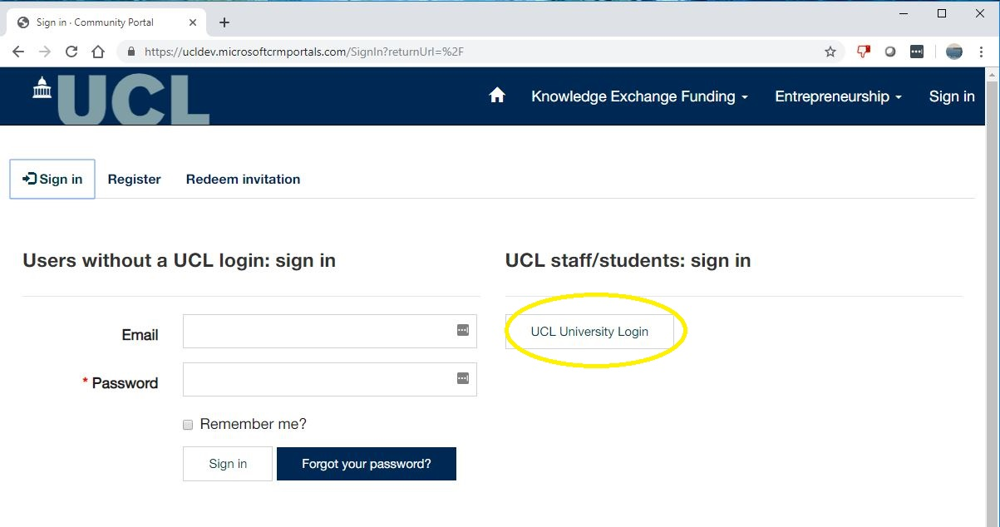 Sign in · Community Portal
https://ucldev.microsoftcrmportals.com/SignIn?returnUrl=%2F
UCL
Knowledge Exchange Funding
Entrepreneurship
Sign in
Sign in
Register
Redeem invitation
Users without a UCL login: sign in
Email
* Password
Remember me?
Sign in
Forgot your password?
UCL staff/students: sign in
UCL University Login